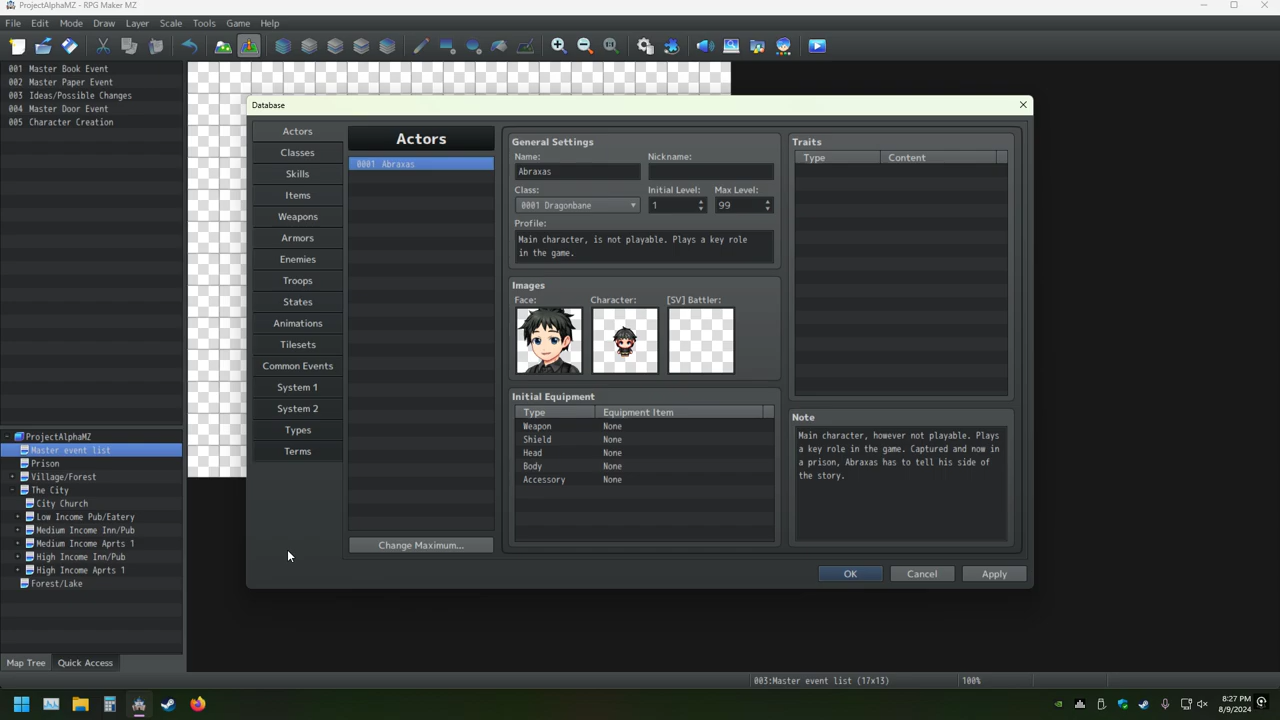 ProjectAlphaMZ - RPG Maker MZ
File Edit Mode Draw Layer Scale Tools Game Help
001 Master Book Event
002 Master Paper Event
003 Ideas/Possible Changes
004 Master Door Event
005 Character Creation
ProjectAlphaMZ
Master event list
Prison
Village/Forest
The City
City Church
Low Income Pub/Eatery
Medium Income Inn/Pub
Medium Income Aprts 1
High Income Inn/Pub
High Income Aprts 1
Forest/Lake
Map Tree Quick Access
Database
Actors
Classes
Skills
Items
Weapons
Armors
Enemies
Troops
States
Animations
Tilesets
Common Events
System 1
System 2
Types
Terms
Actors
0001 Abraxas
Change Maximum...
General Settings
Name: Nickname:
Abraxas
Class: Initial Level: Max Level:
0001 Dragonbane 1 99
Profile:
Main character, is not playable. Plays a key role
in the game.
Images
Face: Character: [SV] Battler:
Initial Equipment
Type Equipment Item
Weapon None
Shield None
Head None
Body None
Accessory None
Traits
Type Content
Note
Main character, however not playable. Plays
a key role in the game. Captured and now in
a prison, Abraxas has to tell his side of
the story.
OK Cancel Apply
003:Master event list (17x13) 100%
8:27 PM
8/9/2024